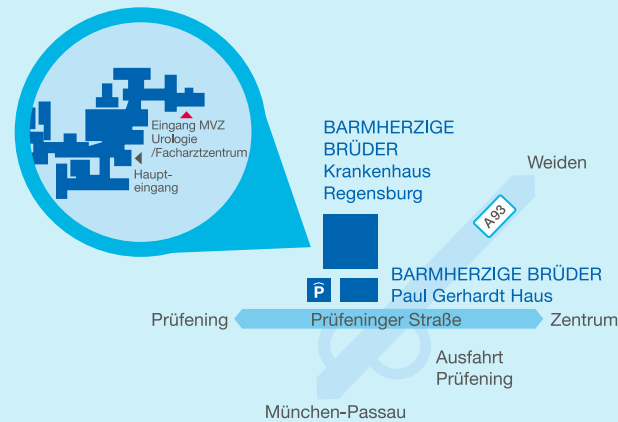 Eingang MVZ
Urologie
/Facharztzentrum
Haupt-
eingang
BARMHERZIGE
BRÜDER
Krankenhaus
Regensburg
Weiden
A93
P
BARMHERZIGE BRÜDER
Paul Gerhardt Haus
Prüfening
Prüfeninger Straße
Zentrum
Ausfahrt
Prüfening
München-Passau